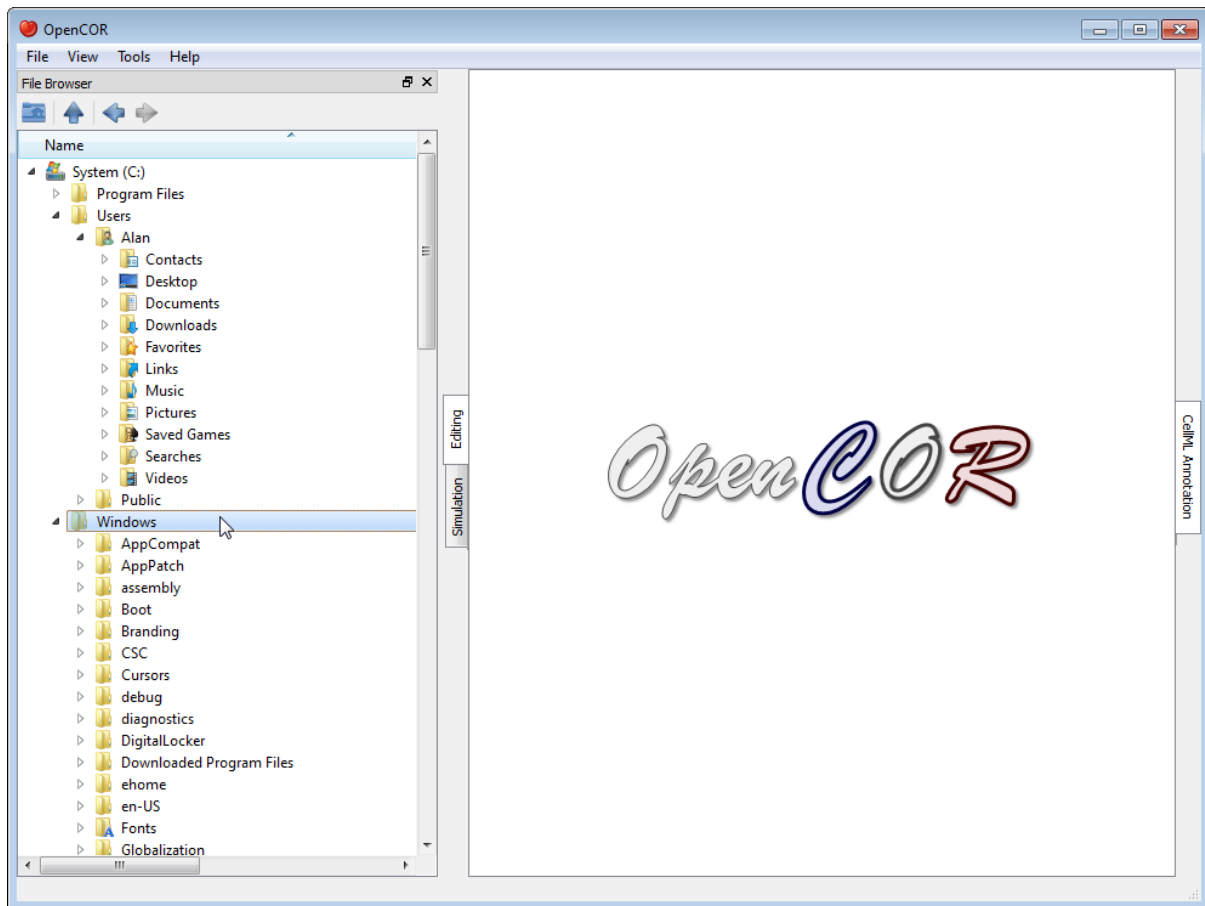 OpenCOR
File View Tools Help
File Browser
Name
System (C:)
Program Files
Users
Alan
Contacts
Desktop
Documents
Downloads
Favorites
Links
Music
Pictures
Saved Games
Searches
Videos
Public
Windows
AppCompat
AppPatch
assembly
Boot
Branding
CSC
Cursors
debug
diagnostics
DigitalLocker
Downloaded Program Files
ehome
en-US
Fonts
Globalization
Editing
Simulation
OpenCOR
CellML Annotation